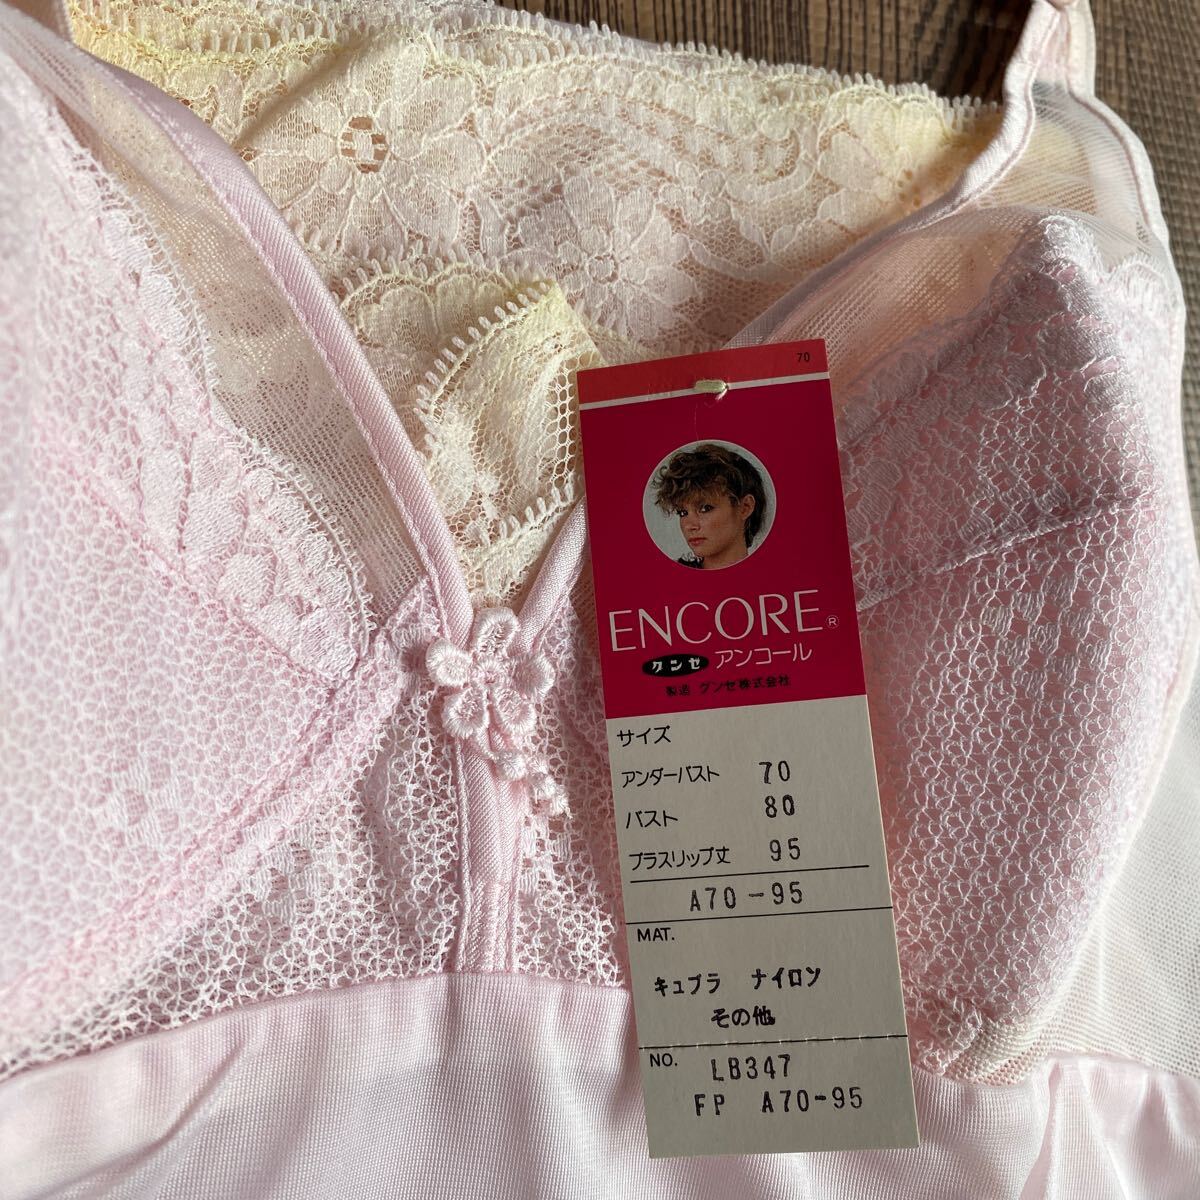 70
ENCORE®
グンゼ アンコール
製造 グンゼ株式会社
サイズ
アンダーバスト 70
バスト 80
ブラスリップ丈 95
A70-95
MAT.
キュプラ ナイロン
その他
NO. LB347
FP A70-95